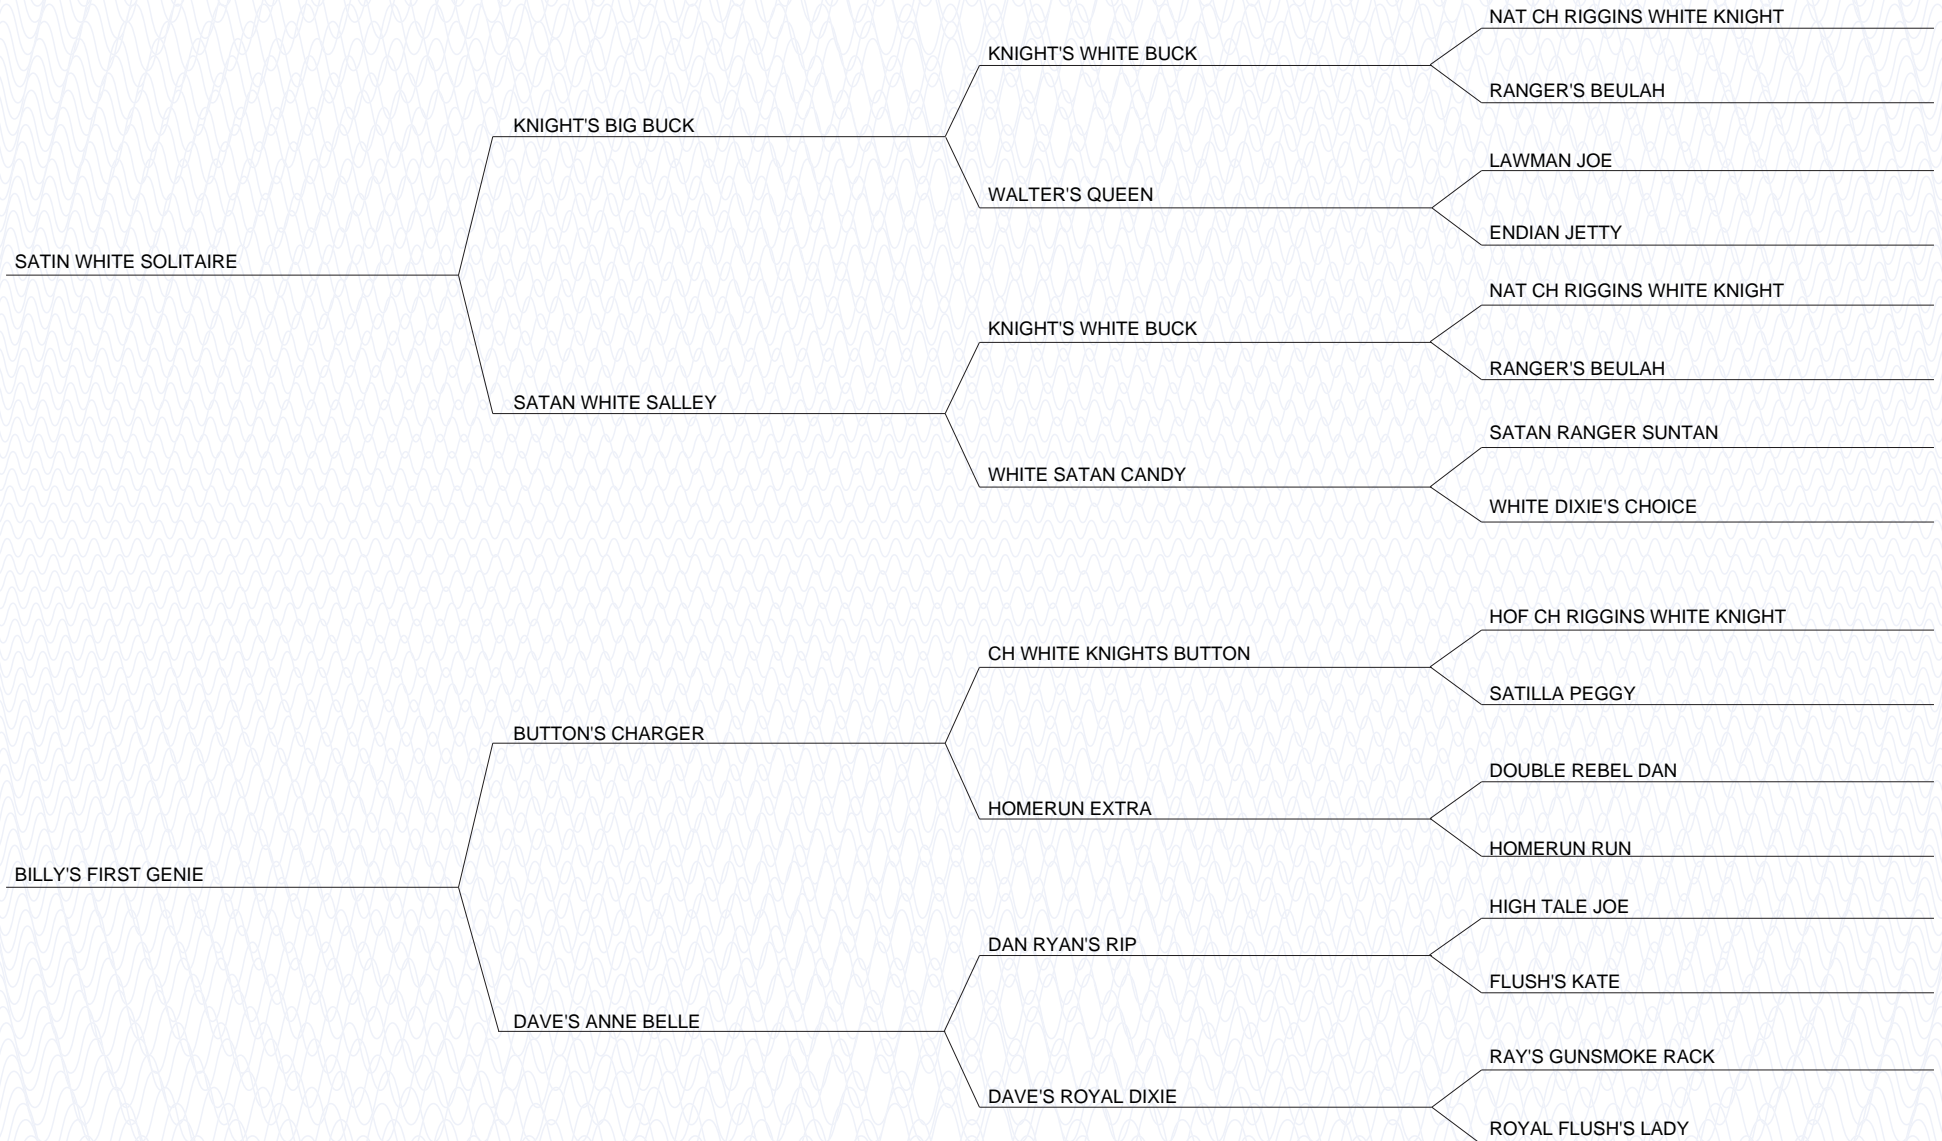 NAT CH RIGGINS WHITE KNIGHT
KNIGHT'S WHITE BUCK
RANGER'S BEULAH
KNIGHT'S BIG BUCK
LAWMAN JOE
WALTER'S QUEEN
ENDIAN JETTY
SATIN WHITE SOLITAIRE
NAT CH RIGGINS WHITE KNIGHT
KNIGHT'S WHITE BUCK
RANGER'S BEULAH
SATAN WHITE SALLEY
SATAN RANGER SUNTAN
WHITE SATAN CANDY
WHITE DIXIE'S CHOICE
HOF CH RIGGINS WHITE KNIGHT
CH WHITE KNIGHTS BUTTON
SATILLA PEGGY
BUTTON'S CHARGER
DOUBLE REBEL DAN
HOMERUN EXTRA
HOMERUN RUN
BILLY'S FIRST GENIE
HIGH TALE JOE
DAN RYAN'S RIP
FLUSH'S KATE
DAVE'S ANNE BELLE
RAY'S GUNSMOKE RACK
DAVE'S ROYAL DIXIE
ROYAL FLUSH'S LADY